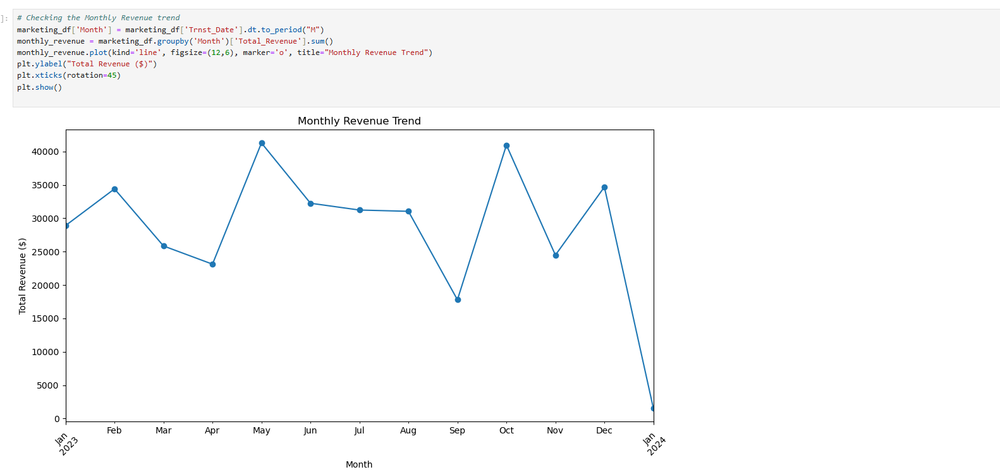 ]:
# Checking the Monthly Revenue trend
marketing_df['Month'] = marketing_df['Trnst_Date'].dt.to_period("M")
monthly_revenue = marketing_df.groupby('Month')['Total_Revenue'].sum()
monthly_revenue.plot(kind='line', figsize=(12,6), marker='o', title="Monthly Revenue Trend")
plt.ylabel("Total Revenue ($)")
plt.xticks(rotation=45)
plt.show()
Monthly Revenue Trend
Total Revenue ($)
40000
35000
30000
25000
20000
15000
10000
5000
0
Jan 2023 Feb Mar Apr May Jun Jul Aug Sep Oct Nov Dec Jan 2024
Month